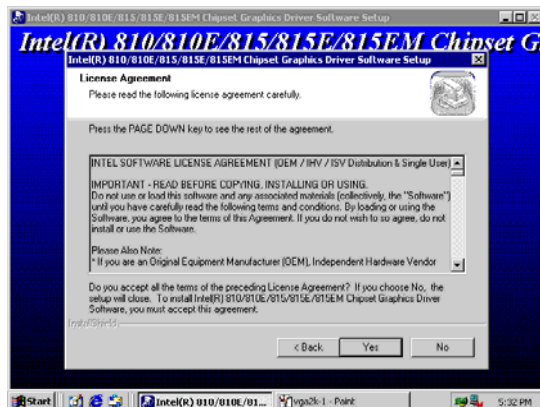 Intel(R) 810/810E/815/815E/815EM Chipset Graphics Driver Software Setup
Intel(R) 810/810E/815/815E/815EM Chipset G
Intel(R) 810/810E/815/815E/815EM Chipset Graphics Driver Software Setup
License Agreement
Please read the following license agreement carefully.
Press the PAGE DOWN key to see the rest of the agreement.
INTEL SOFTWARE LICENSE AGREEMENT (OEM / IHV / ISV Distribution & Single User)
IMPORTANT - READ BEFORE COPYING, INSTALLING OR USING.
Do not use or load this software and any associated materials (collectively, the "Software")
until you have carefully read the following terms and conditions. By loading or using the
Software, you agree to the terms of this Agreement. If you do not wish to so agree, do not
install or use the Software.
Please Also Note:
* If you are an Original Equipment Manufacturer (OEM), Independent Hardware Vendor
Do you accept all the terms of the preceding License Agreement? If you choose No, the
setup will close. To install Intel(R) 810/810E/815/815E/815EM Chipset Graphics Driver
Software, you must accept this agreement.
InstallShield
< Back
Yes
No
Start
Intel(R) 810/810E/81...
vga2k-1 - Paint
5:32 PM